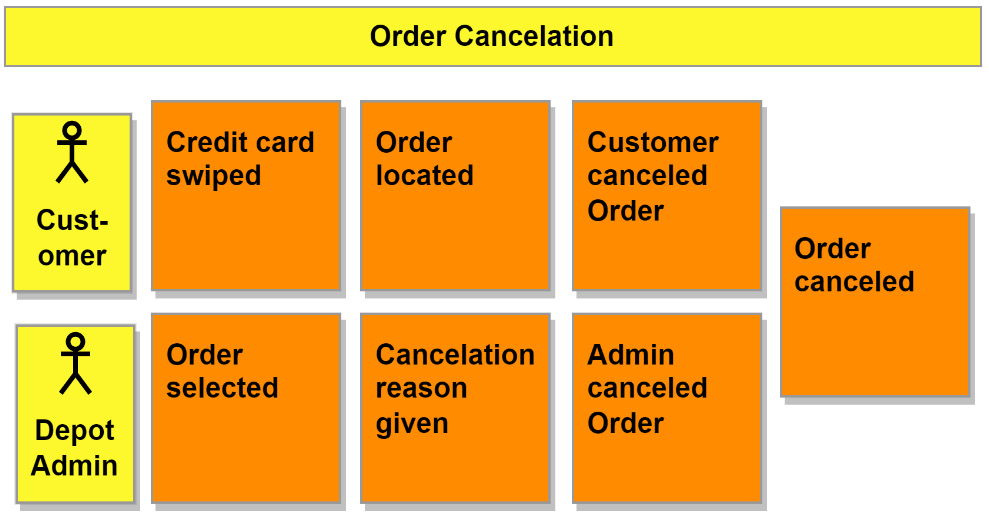 Order Cancelation
Cust-
omer
Credit card
swiped
Order
located
Customer
canceled
Order
Order
canceled
Depot
Admin
Order
selected
Cancelation
reason
given
Admin
canceled
Order